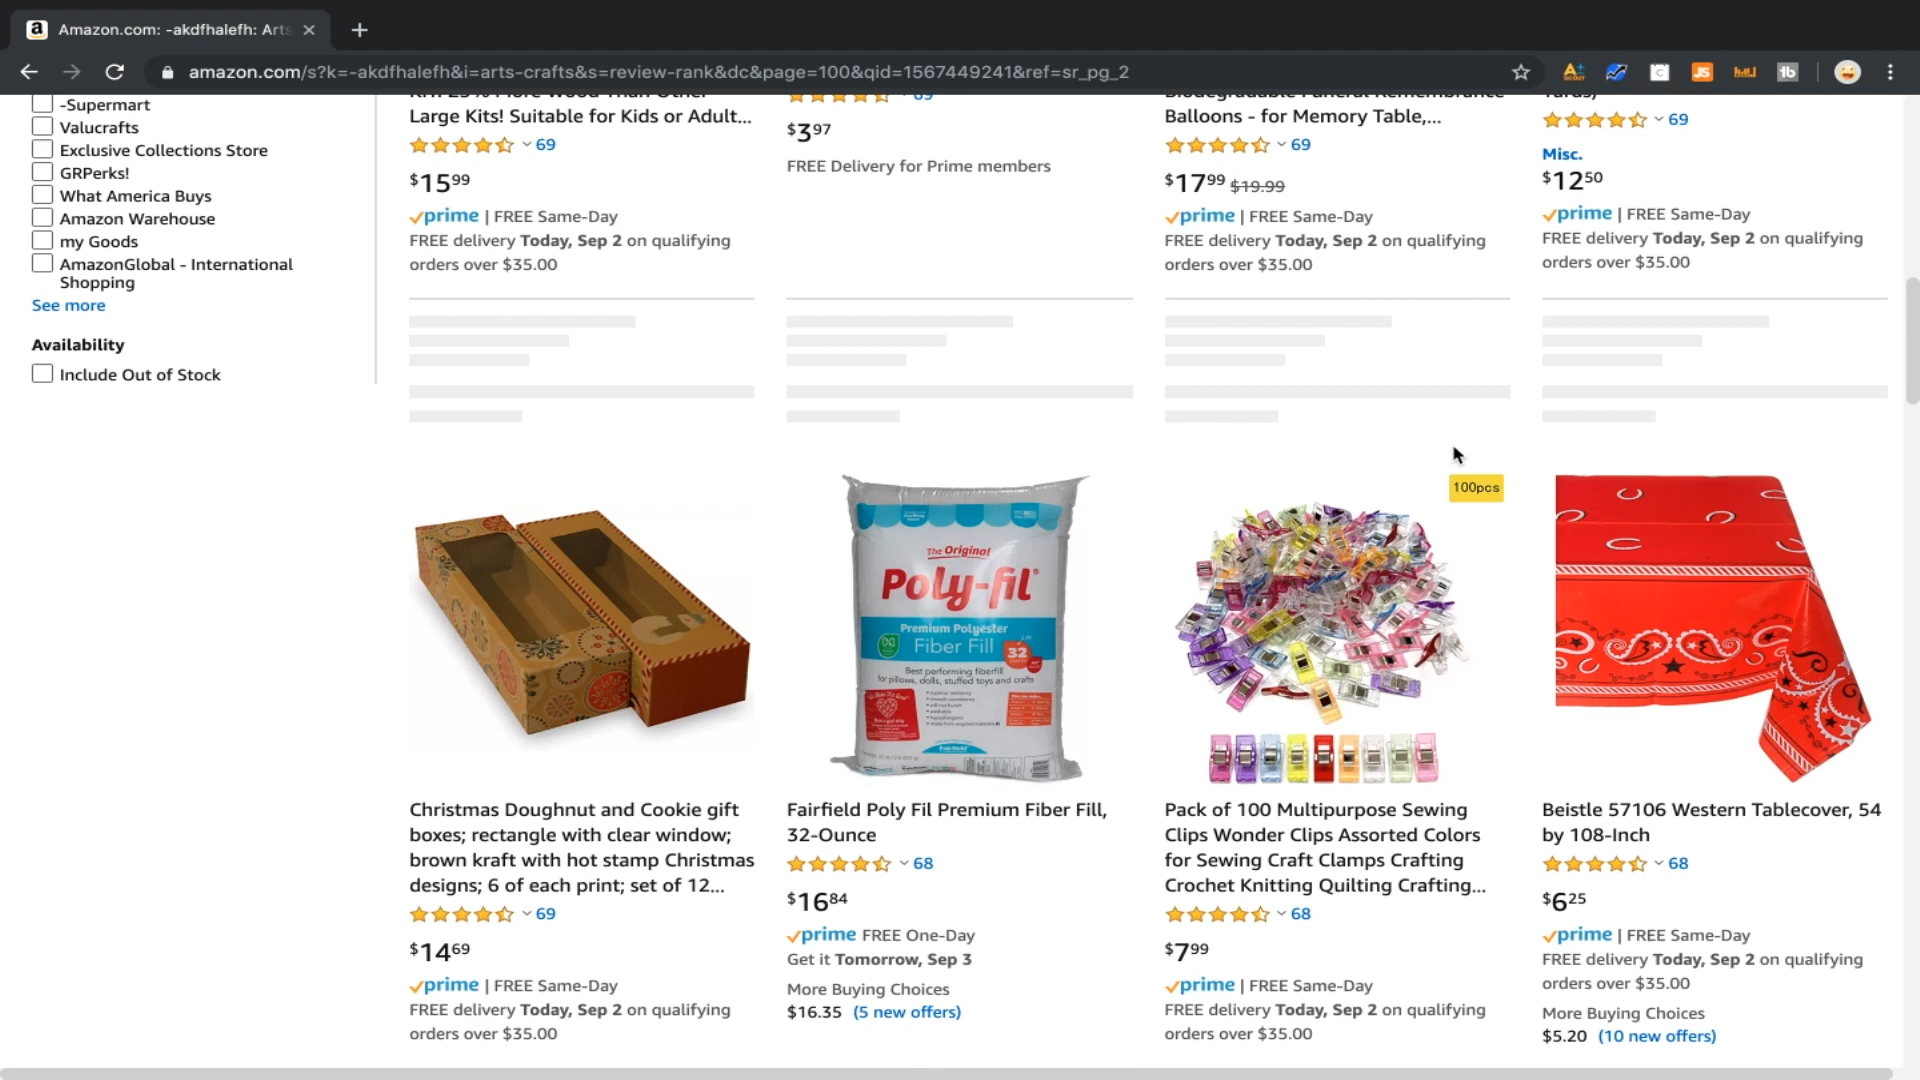 Amazon.com: -akdfhalefh: Arts
amazon.com/s?k=-akdfhalefh&i=arts-crafts&s=review-rank&dc&page=100&qid=1567449241&ref=sr_pg_2
-Supermart
Valucrafts
Exclusive Collections Store
GRPerks!
What America Buys
Amazon Warehouse
my Goods
AmazonGlobal - International
Shopping
See more
Availability
Include Out of Stock
Large Kits! Suitable for Kids or Adult...
69
$15.99
prime | FREE Same-Day
FREE delivery Today, Sep 2 on qualifying
orders over $35.00
69
$3.97
FREE Delivery for Prime members
Biodegradable Funeral Remembrance
Balloons - for Memory Table,...
69
$17.99 $19.99
prime | FREE Same-Day
FREE delivery Today, Sep 2 on qualifying
orders over $35.00
69
Misc.
$12.50
prime | FREE Same-Day
FREE delivery Today, Sep 2 on qualifying
orders over $35.00
The Original
Poly-fil®
Premium Polyester
Fiber Fill
32
Best performing fiberfill
for pillows, dolls, stuffed toys and crafts
Fairfield
100pcs
Christmas Doughnut and Cookie gift
boxes; rectangle with clear window;
brown kraft with hot stamp Christmas
designs; 6 of each print; set of 12...
69
$14.69
prime | FREE Same-Day
FREE delivery Today, Sep 2 on qualifying
orders over $35.00
Fairfield Poly Fil Premium Fiber Fill,
32-Ounce
68
$16.84
prime FREE One-Day
Get it Tomorrow, Sep 3
More Buying Choices
$16.35 (5 new offers)
Pack of 100 Multipurpose Sewing
Clips Wonder Clips Assorted Colors
for Sewing Craft Clamps Crafting
Crochet Knitting Quilting Crafting...
68
$7.99
prime | FREE Same-Day
FREE delivery Today, Sep 2 on qualifying
orders over $35.00
Beistle 57106 Western Tablecover, 54
by 108-Inch
68
$6.25
prime | FREE Same-Day
FREE delivery Today, Sep 2 on qualifying
orders over $35.00
More Buying Choices
$5.20 (10 new offers)